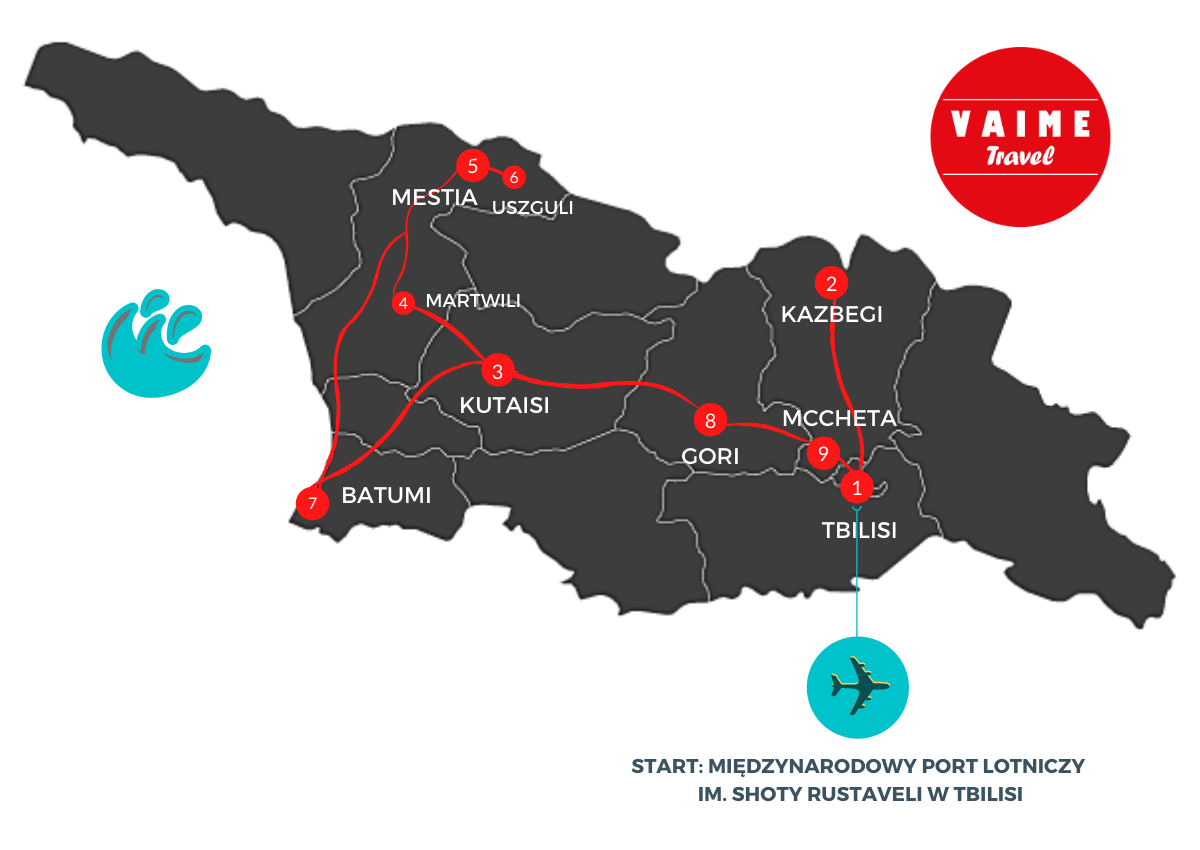 VAIME
Travel
5
6
MESTIA
USZGULI
2
4
MARTWILI
KAZBEGI
3
KUTAISI
8
MCCHETA
GORI
9
1
7
BATUMI
TBILISI
START: MIĘDZYNARODOWY PORT LOTNICZY
IM. SHOTY RUSTAVELI W TBILISI